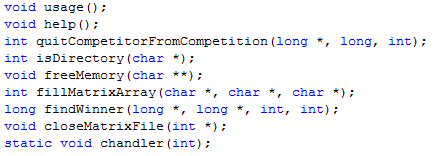 void usage();
void help();
int quitCompetitorFromCompetition(long *, long, int);
int isDirectory(char *);
void freeMemory(char **);
int fillMatrixArray(char *, char *, char *);
long findWinner(long *, long *, int, int);
void closeMatrixFile(int *);
static void chandler(int);